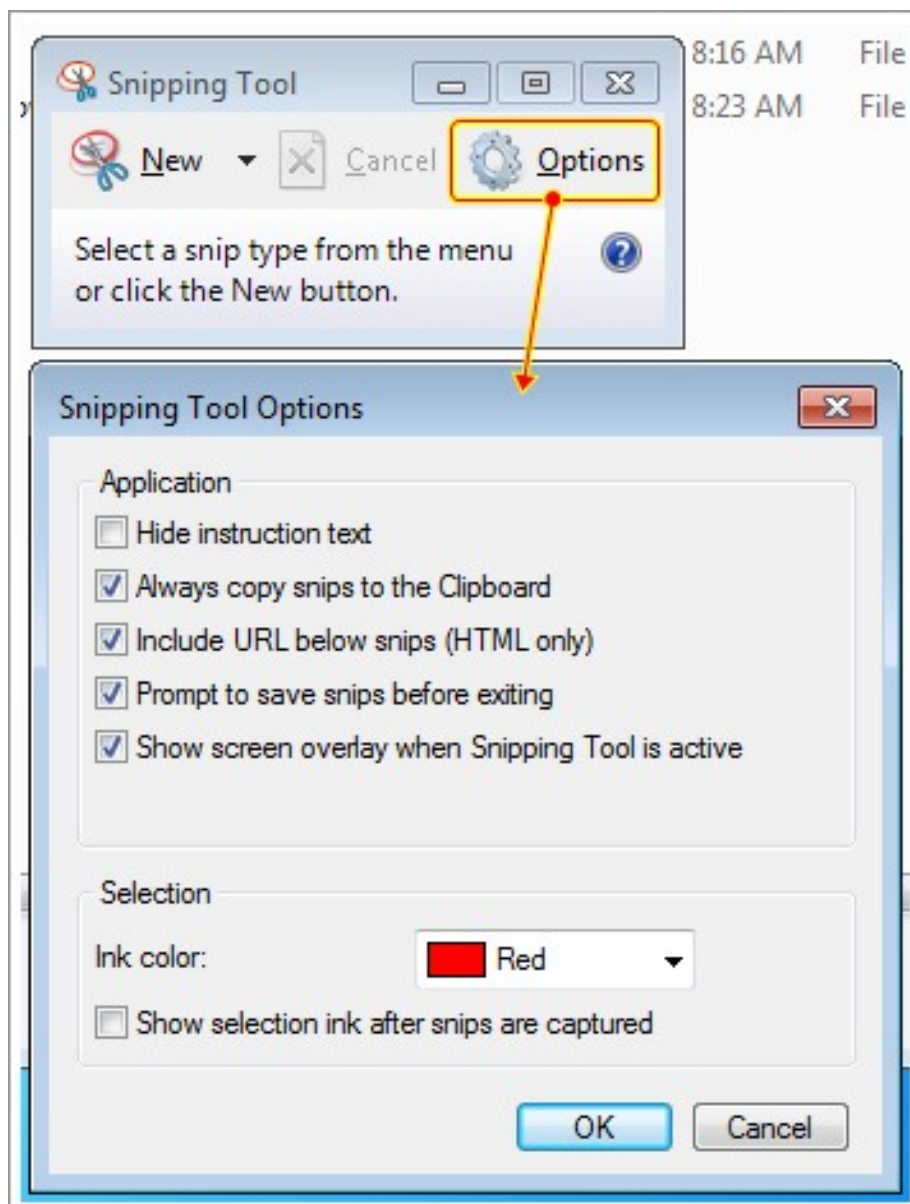 8:16 AM File
8:23 AM File
Snipping Tool
New Cancel Options
Select a snip type from the menu
or click the New button.
Snipping Tool Options
Application
Hide instruction text
Always copy snips to the Clipboard
Include URL below snips (HTML only)
Prompt to save snips before exiting
Show screen overlay when Snipping Tool is active
Selection
Ink color: Red
Show selection ink after snips are captured
OK Cancel